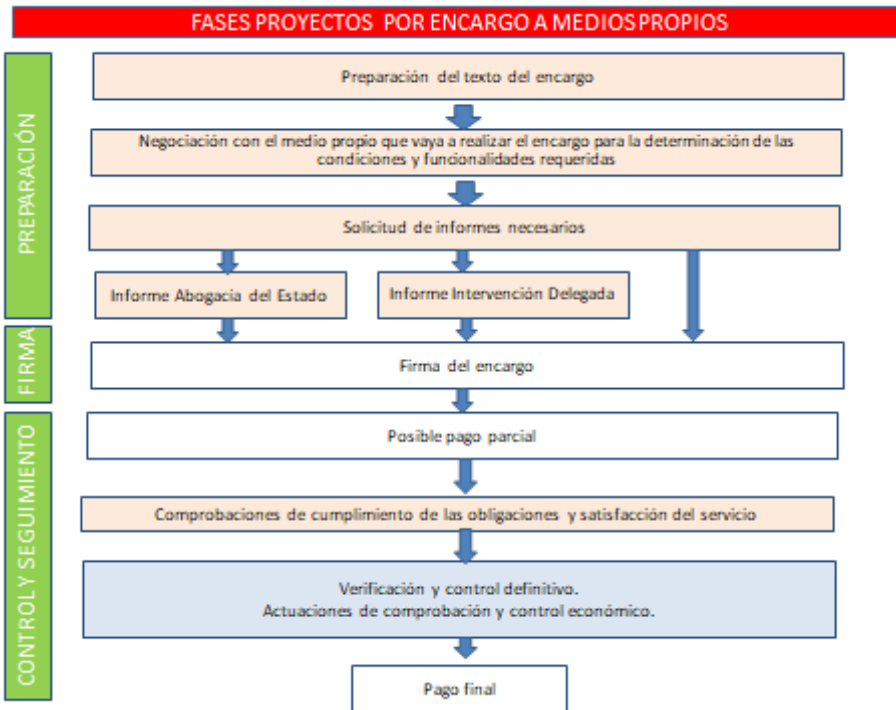 FASES PROYECTOS POR ENCARGO A MEDIOS PROPIOS
PREPARACIÓN
Preparación del texto del encargo
Negociación con el medio propio que vaya a realizar el encargo para la determinación de las
condiciones y funcionalidades requeridas
Solicitud de informes necesarios
Informe Abogacia del Estado
Informe Intervención Delegada
FIRMA
Firma del encargo
CONTROL Y SEGUIMIENTO
Posible pago parcial
Comprobaciones de cumplimiento de las obligaciones y satisfacción del servicio
Verificación y control definitivo.
Actuaciones de comprobación y control económico.
Pago final